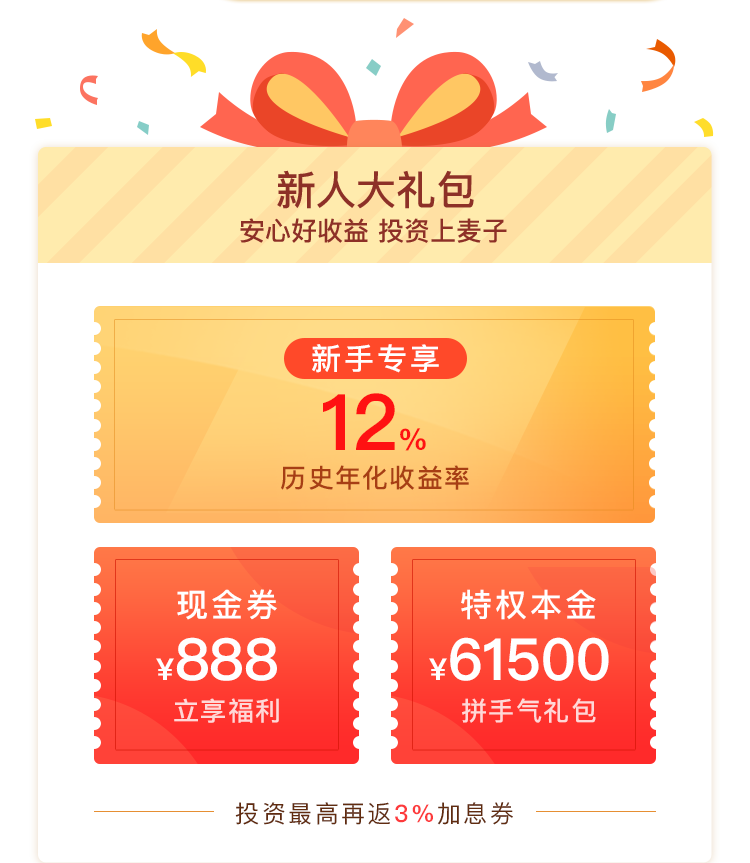 新人大礼包
安心好收益 投资上麦子
新手专享
12%
历史年化收益率
现金券
¥888
立享福利
特权本金
¥61500
拼手气礼包
投资最高再返3%加息券